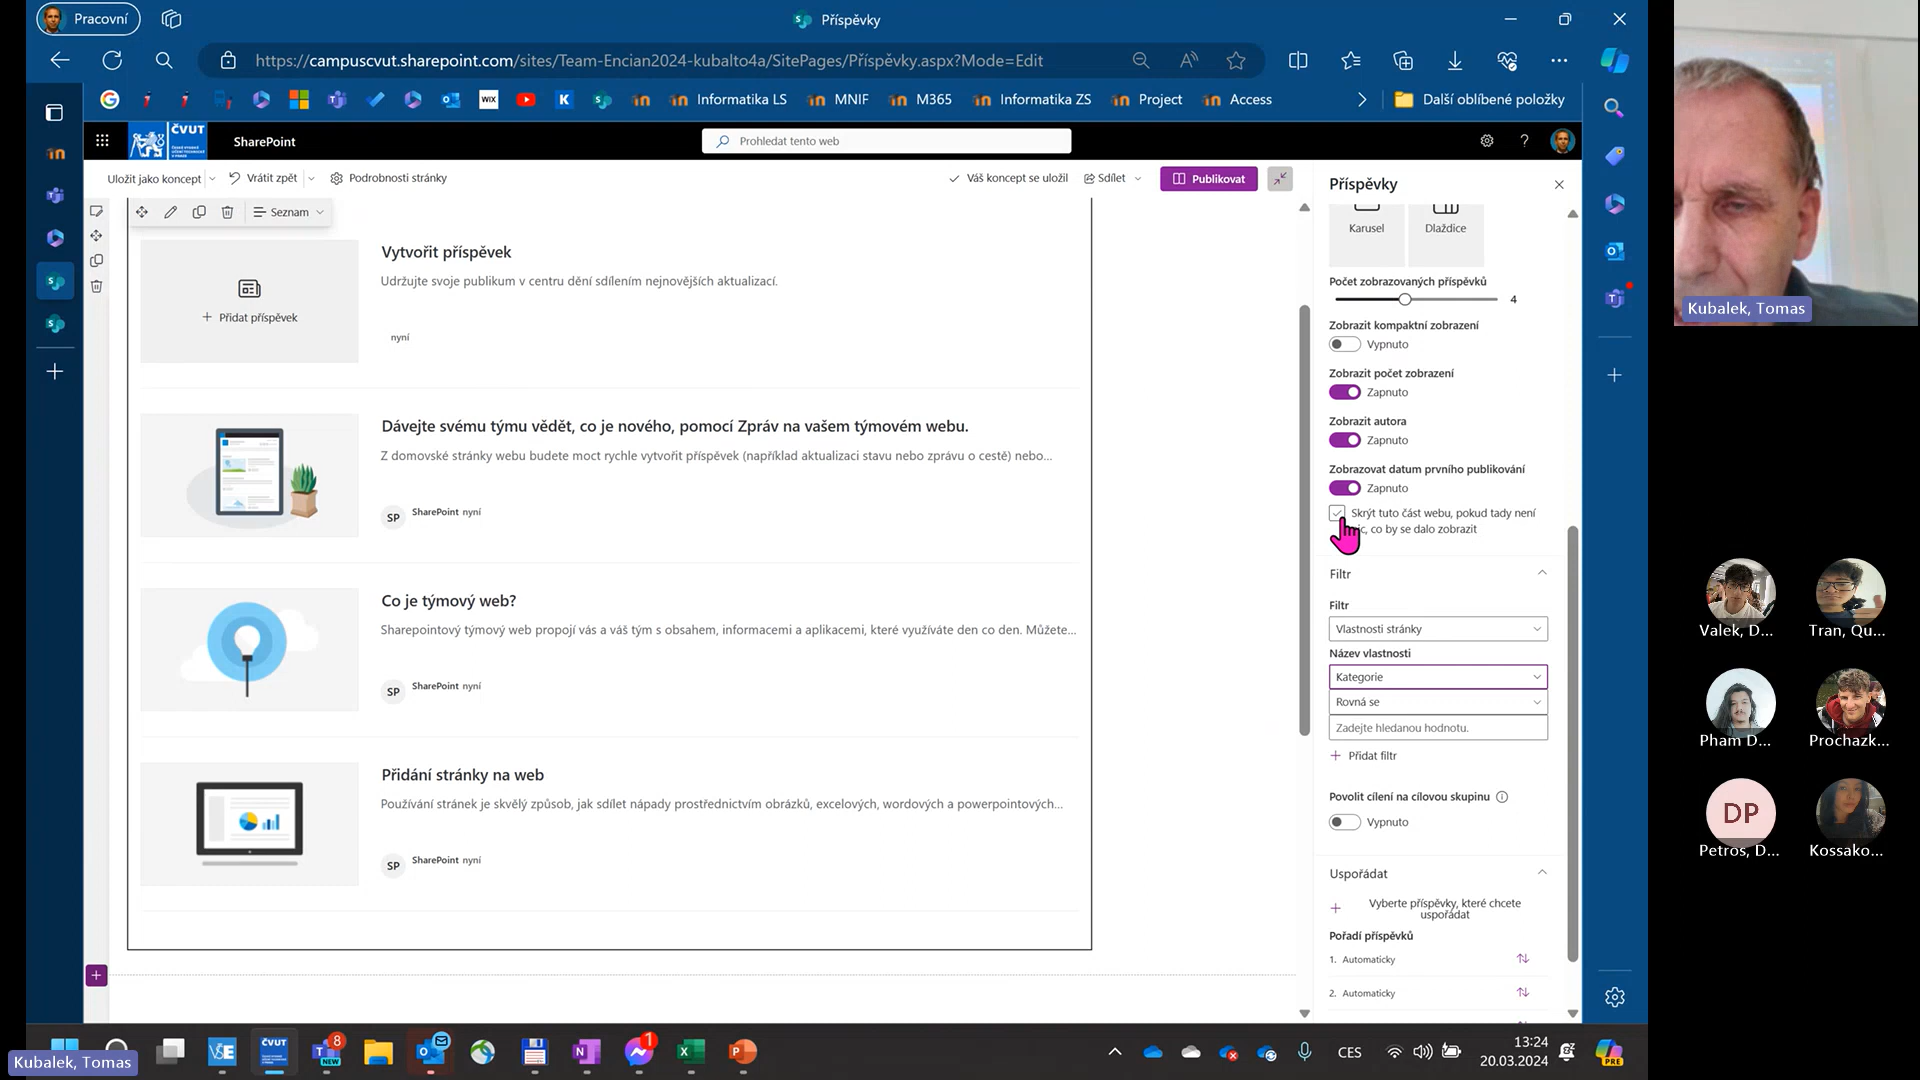 Pracovní
Příspěvky
https://campuscvut.sharepoint.com/sites/Team-Encian2024-kubalto4a/SitePages/Příspěvky.aspx?Mode=Edit
Informatika LS
MNIF
M365
Informatika ZS
Project
Access
Další oblíbené položky
ČVUT
SharePoint
Prohledat tento web
Uložit jako koncept
Vrátit zpět
Podrobnosti stránky
Váš koncept se uložil
Sdílet
Publikovat
Seznam
Vytvořit příspěvek
Udržujte svoje publikum v centru dění sdílením nejnovějších aktualizací.
+ Přidat příspěvek
nyní
Dávejte svému týmu vědět, co je nového, pomocí Zpráv na vašem týmovém webu.
Z domovské stránky webu budete moct rychle vytvořit příspěvek (například aktualizaci stavu nebo zprávu o cestě) nebo...
SP
SharePoint nyní
Co je týmový web?
Sharepointový týmový web propojí vás a váš tým s obsahem, informacemi a aplikacemi, které využíváte den co den. Můžete...
SP
SharePoint nyní
Přidání stránky na web
Používání stránek je skvělý způsob, jak sdílet nápady prostřednictvím obrázků, excelových, wordových a powerpointových...
SP
SharePoint nyní
Příspěvky
Karusel
Dlaždice
Počet zobrazovaných příspěvků
4
Zobrazit kompaktní zobrazení
Vypnuto
Zobrazit počet zobrazení
Zapnuto
Zobrazit autora
Zapnuto
Zobrazovat datum prvního publikování
Zapnuto
Skrýt tuto část webu, pokud tady není
co by se dalo zobrazit
Filtr
Filtr
Vlastnosti stránky
Název vlastnosti
Kategorie
Rovná se
Zadejte hledanou hodnotu.
+ Přidat filtr
Povolit cílení na cílovou skupinu
Vypnuto
Uspořádat
+ Vyberte příspěvky, které chcete
uspořádat
Pořadí příspěvků
1. Automaticky
2. Automaticky
Kubalek, Tomas
Valek, D...
Tran, Qu...
Pham D...
Prochazk...
DP
Petros, D...
Kossako...
Kubalek, Tomas
VŠE
ČVUT
8
NEW
1
CES
13:24
20.03.2024
PRE